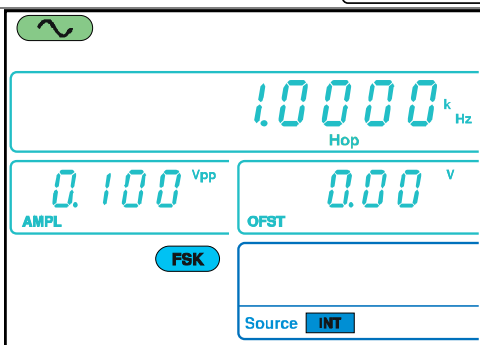 1.0000 k Hz
Hop
0.100 Vpp
AMPL
0.00 V
OFST
FSK
Source INT